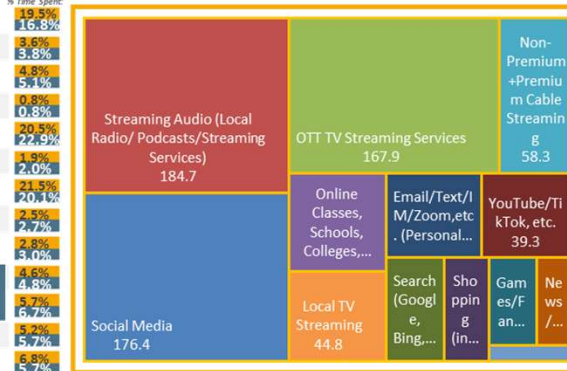 % Time Spent:
19.5%
16.8%
3.6%
3.8%
4.8%
5.1%
0.8%
0.8%
20.5%
22.9%
1.9%
2.0%
21.5%
20.1%
2.5%
2.7%
2.8%
3.0%
4.6%
4.8%
5.7%
6.7%
5.2%
5.7%
6.8%
5.7%
Streaming Audio (Local
Radio/ Podcasts/Streaming
Services)
184.7
Social Media
176.4
OTT TV Streaming Services
167.9
Non-
Premium
+Premiu
m Cable
Streamin
g
58.3
Online
Classes,
Schools,
Colleges,...
Local TV
Streaming
44.8
Email/Text/I
M/Zoom,etc
. (Personal...
YouTube/Ti
kTok, etc.
39.3
Search
(Googl
e,
Bing,...
Sho
ppin
g
(in...
Gam
es/F
an...
Ne
ws
/...